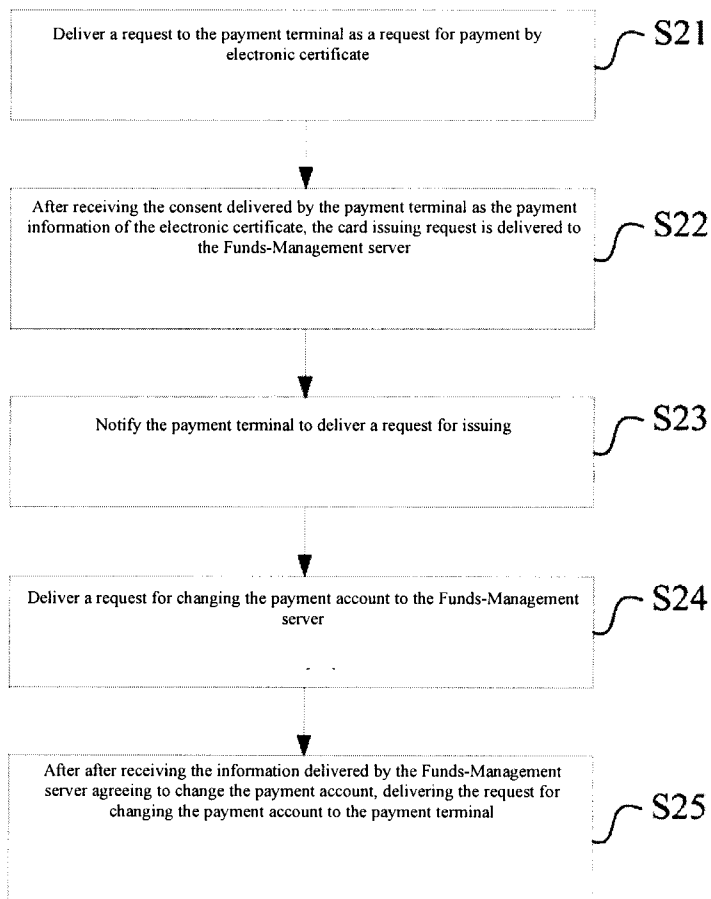 Deliver a request to the payment terminal as a request for payment by
electronic certificate
S21
After receiving the consent delivered by the payment terminal as the payment
information of the electronic certificate, the card issuing request is delivered to
the Funds-Management server
S22
Notify the payment terminal to deliver a request for issuing
S23
Deliver a request for changing the payment account to the Funds-Management
server
S24
After after receiving the information delivered by the Funds-Management
server agreeing to change the payment account, delivering the request for
changing the payment account to the payment terminal
S25